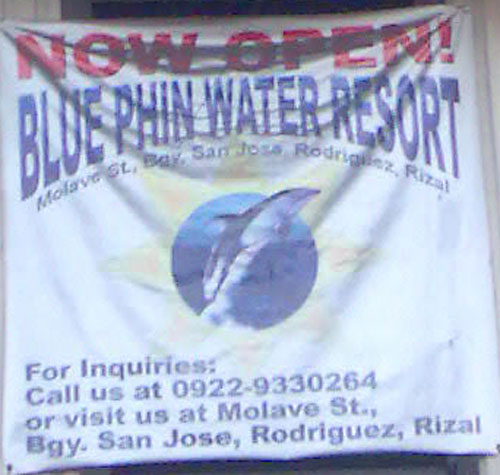 NOW OPEN!
BLUE PHIN WATER RESORT
Molave St., Bgy. San Jose, Rodriguez, Rizal
For Inquiries:
Call us at 0922-9330264
or visit us at Molave St.,
Bgy. San Jose, Rodriguez, Rizal